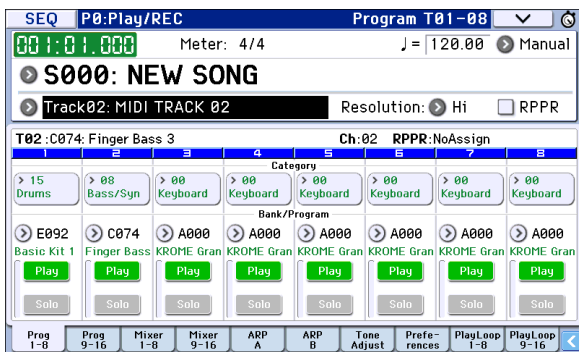 SEQ P0:Play/REC Program T01-08
001:01.000 Meter: 4/4 ♩= 120.00 Manual
S000: NEW SONG
Track02: MIDI TRACK 02 Resolution: Hi RPPR
T02:C074: Finger Bass 3 Ch:02 RPPR:NoAssign
1 2 3 4 5 6 7 8
Category
15 08 00 00 00 00 00 00
Drums Bass/Syn Keyboard Keyboard Keyboard Keyboard Keyboard Keyboard
Bank/Program
E092 C074 A000 A000 A000 A000 A000 A000
Basic Kit 1 Finger Bass KROME Gran KROME Gran KROME Gran KROME Gran KROME Gran KROME Gran
Play Play Play Play Play Play Play Play
Solo Solo Solo Solo Solo Solo Solo Solo
Prog Prog Mixer Mixer ARP ARP Tone Prefe- PlayLoop PlayLoop
1-8 9-16 1-8 9-16 A B Adjust rences 1-8 9-16